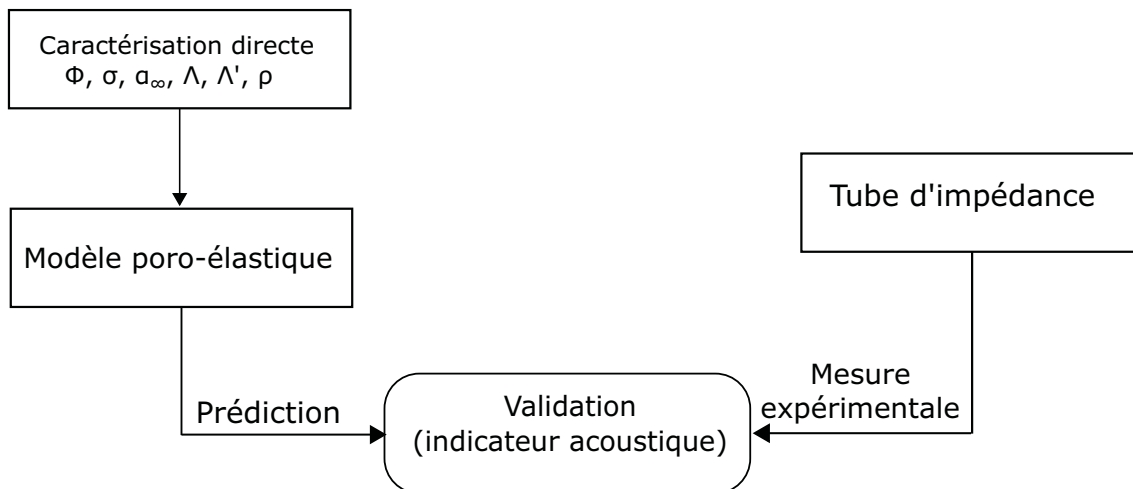 Caractérisation directe
Φ, σ, α∞, Λ, Λ', ρ
Modèle poro-élastique
Tube d'impédance
Prédiction
Validation
(indicateur acoustique)
Mesure
expérimentale